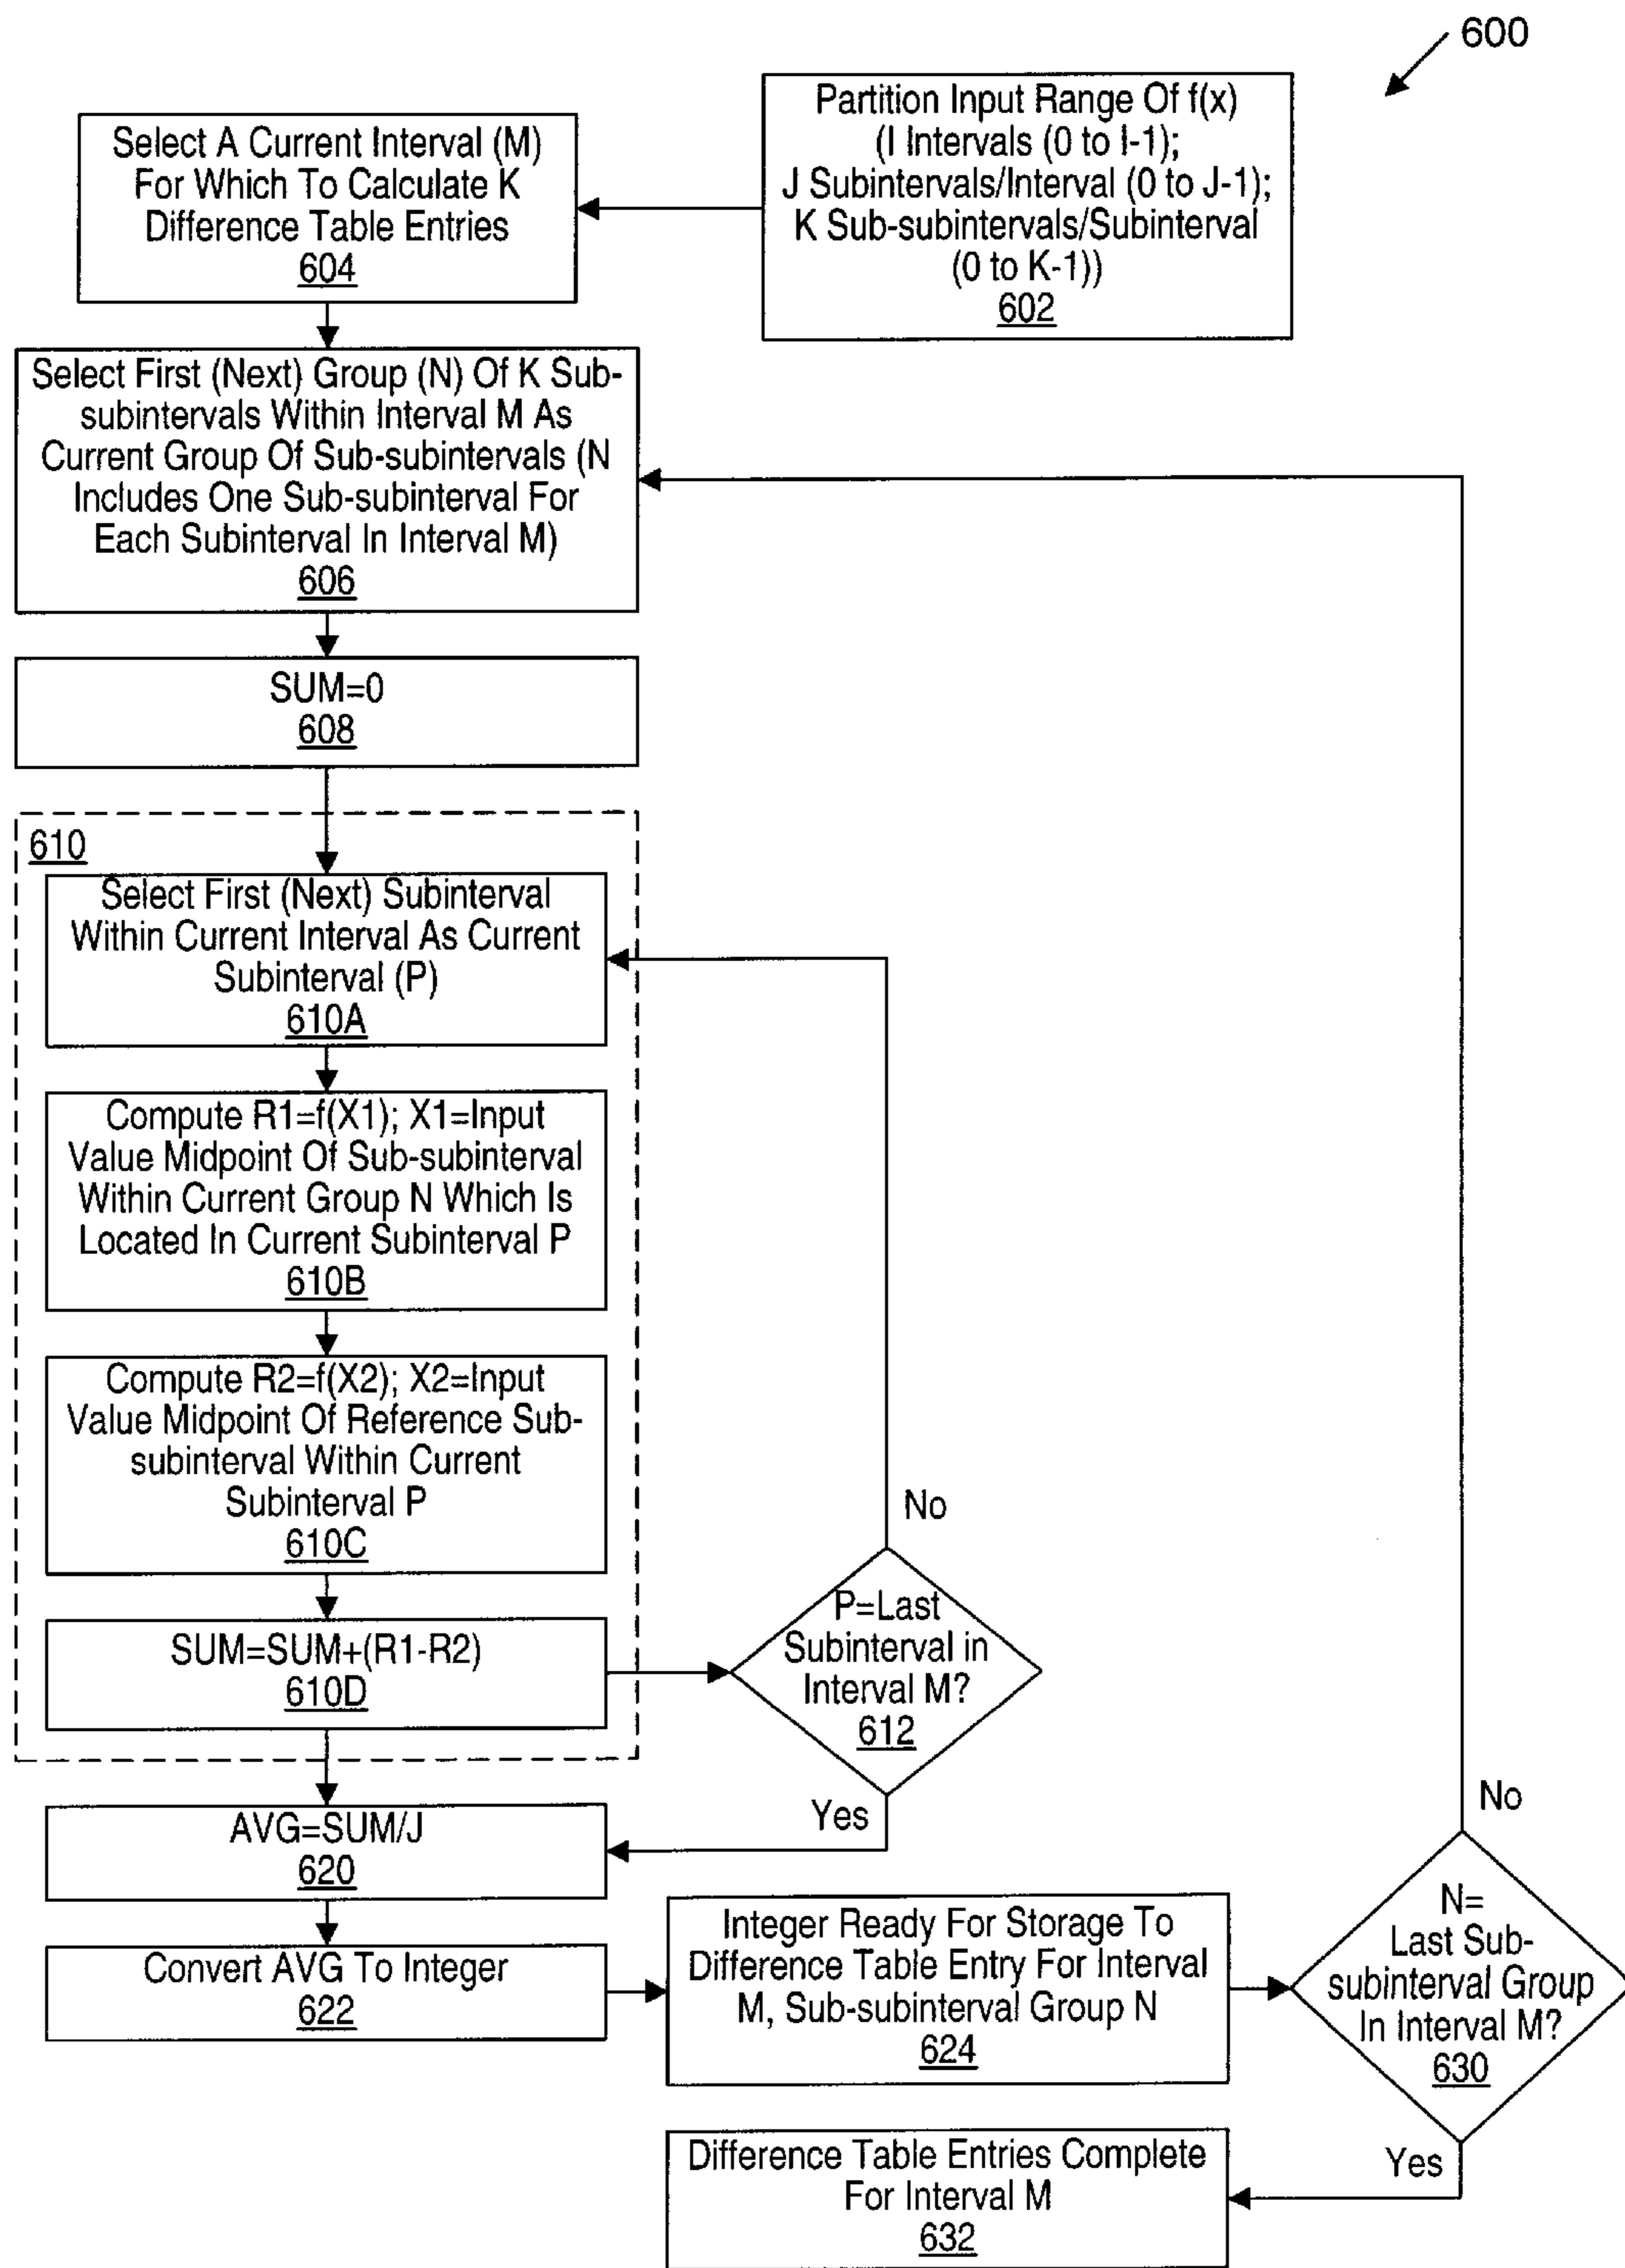 600
Partition Input Range Of f(x)
(I Intervals (0 to I-1);
J Subintervals/Interval (0 to J-1);
K Sub-subintervals/Subinterval
(0 to K-1))
602
Select A Current Interval (M)
For Which To Calculate K
Difference Table Entries
604
Select First (Next) Group (N) Of K Sub-
subintervals Within Interval M As
Current Group Of Sub-subintervals (N
Includes One Sub-subinterval For
Each Subinterval In Interval M)
606
SUM=0
608
610
Select First (Next) Subinterval
Within Current Interval As Current
Subinterval (P)
610A
Compute R1=f(X1); X1=Input
Value Midpoint Of Sub-subinterval
Within Current Group N Which Is
Located In Current Subinterval P
610B
Compute R2=f(X2); X2=Input
Value Midpoint Of Reference Sub-
subinterval Within Current
Subinterval P
610C
SUM=SUM+(R1-R2)
610D
No
P=Last
Subinterval in
Interval M?
612
Yes
AVG=SUM/J
620
Convert AVG To Integer
622
Integer Ready For Storage To
Difference Table Entry For Interval
M, Sub-subinterval Group N
624
No
N=
Last Sub-
subinterval Group
In Interval M?
630
Yes
Difference Table Entries Complete
For Interval M
632